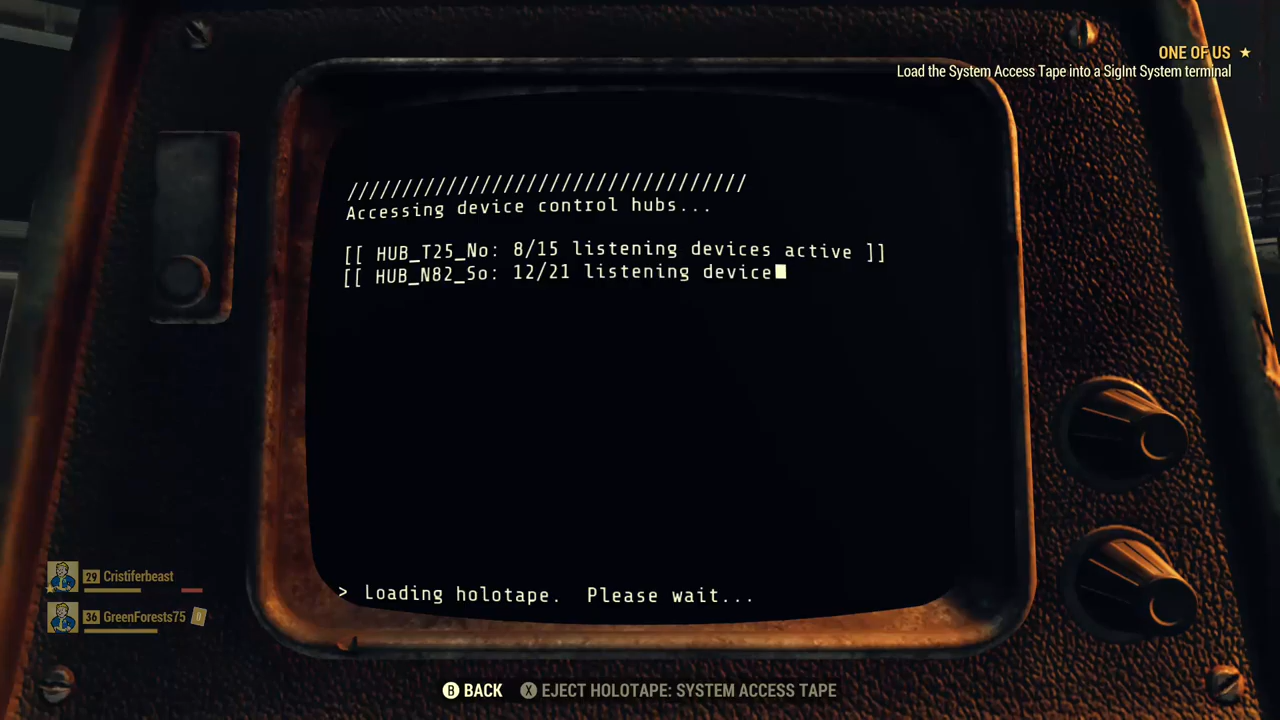 ONE OF US
Load the System Access Tape into a SigInt System terminal
///////////////////////////////////
Accessing device control hubs...
[[ HUB_T25_No: 8/15 listening devices active ]]
[[ HUB_N82_So: 12/21 listening device
> Loading holotape. Please wait...
29 Cristiferbeast
36 GreenForests75 0
B BACK X EJECT HOLOTAPE: SYSTEM ACCESS TAPE